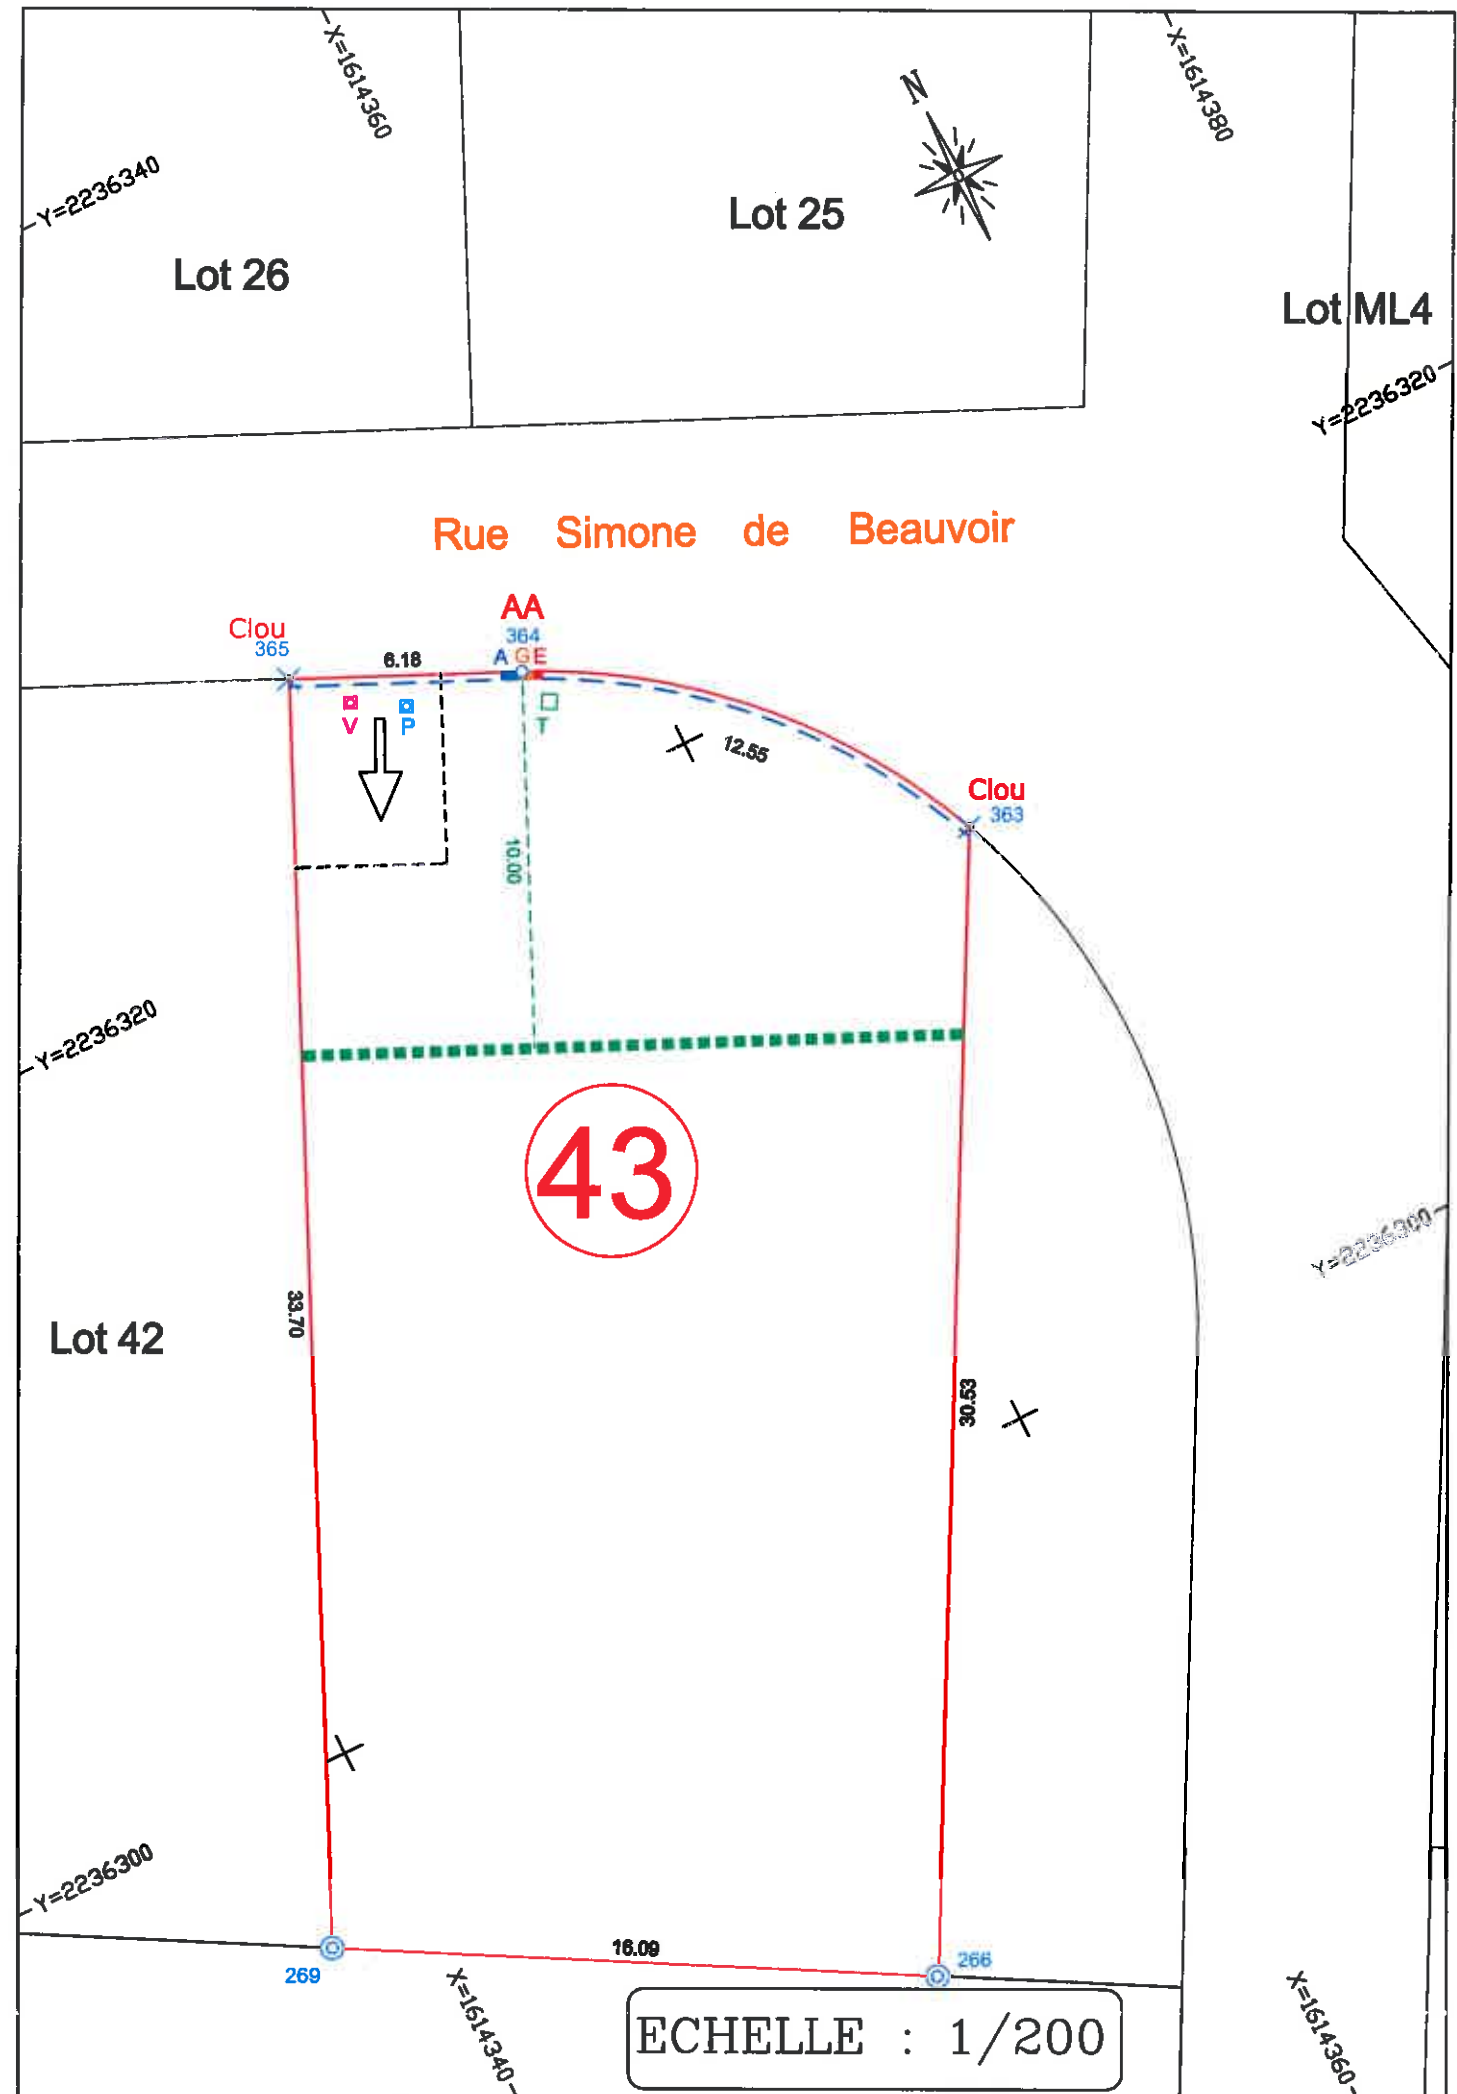 X=1614360
X=1614380
N
Y=2236340
Lot 25
Lot 26
Lot ML4
Y=2236320
Rue Simone de Beauvoir
AA
Clou
365
364
6.18
A G E
V
P
T
12.55
Clou
363
10.00
Y=2236320
43
Y=2236300
33.70
Lot 42
30.53
Y=2236300
16.09
266
269
X=1614340
X=1614360
ECHELLE : 1/200